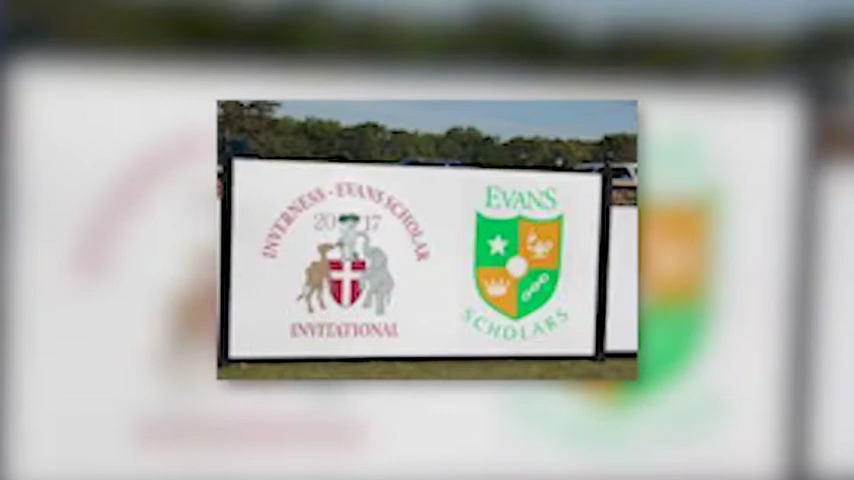 INVERNESS - EVANS SCHOLAR
2017
INVITATIONAL
EVANS
SCHOLARS